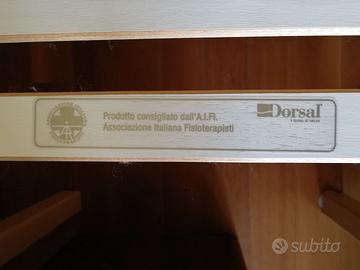 Prodotto consigliato dall'A.I.FI.
Associazione Italiana Fisioterapisti
Dorsal
subito